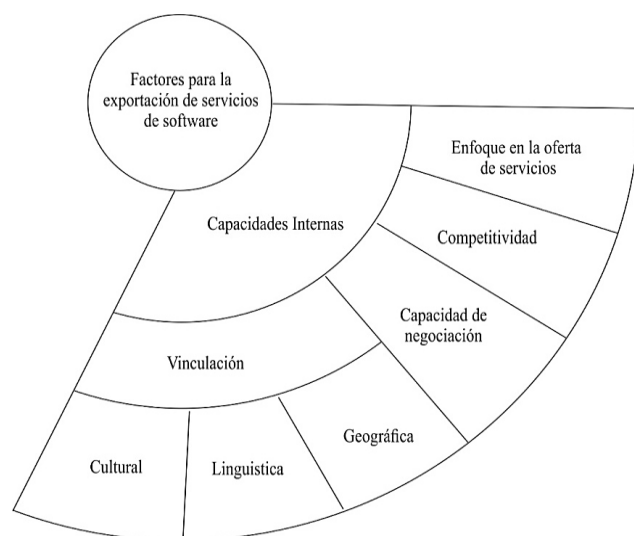 Factores para la
exportación de servicios
de software
Enfoque en la oferta
de servicios
Capacidades Internas
Competitividad
Capacidad de
negociación
Vinculación
Geográfica
Cultural
Linguistica